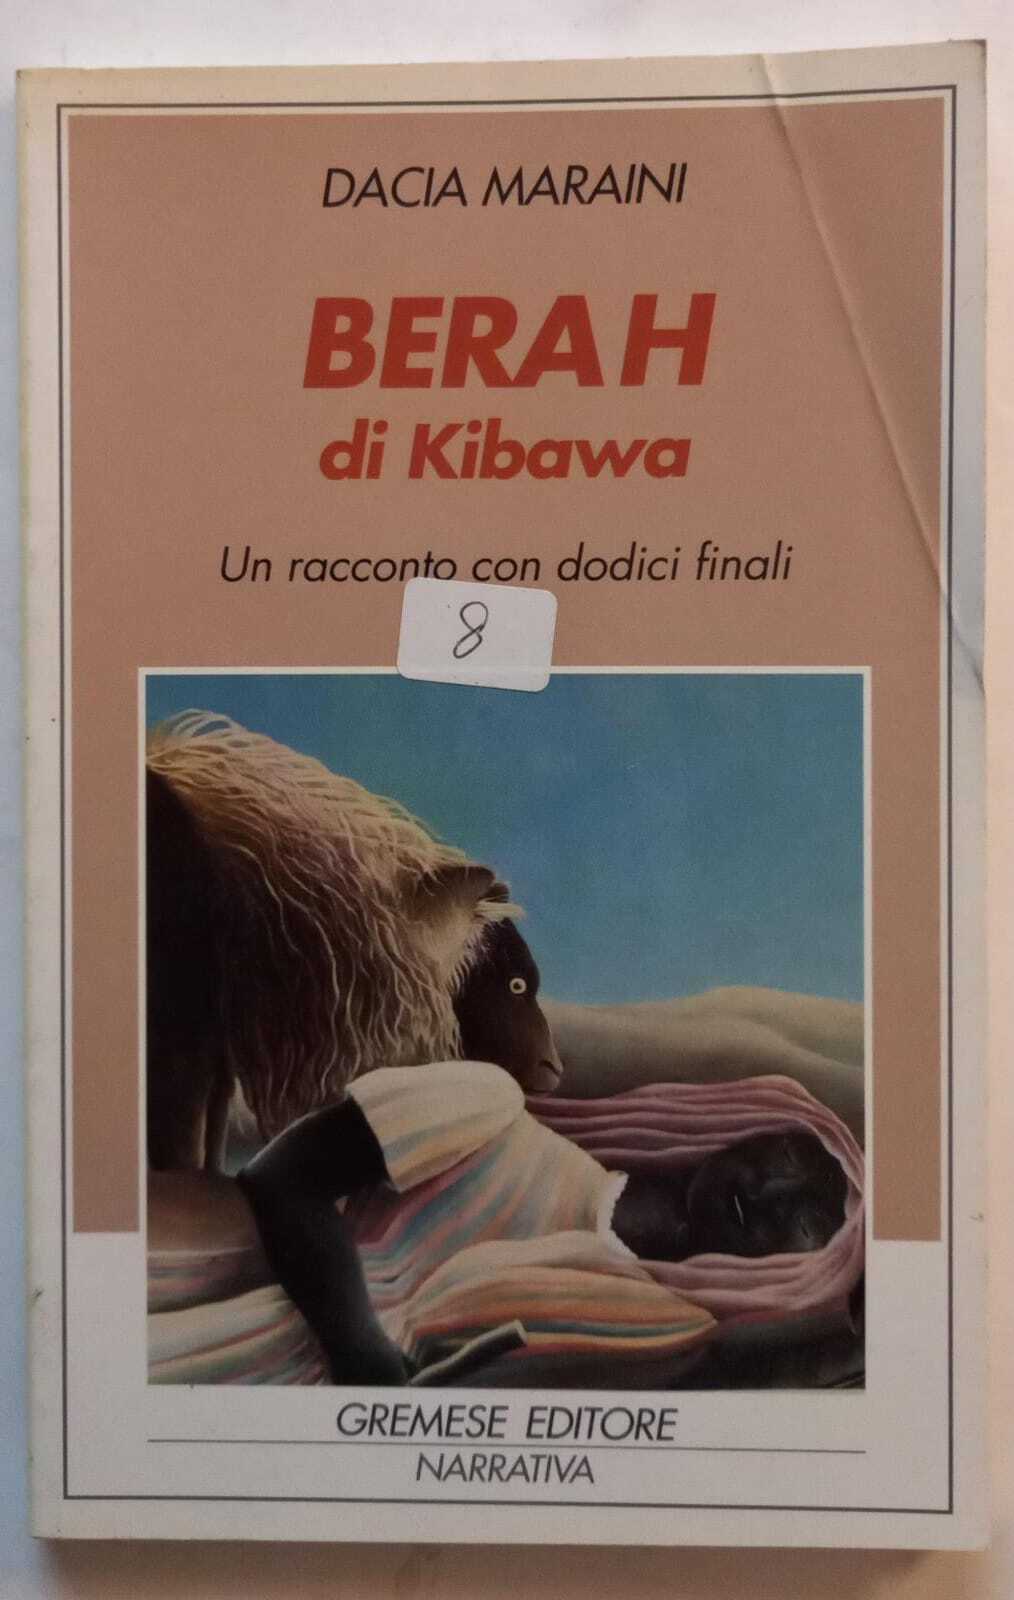 DACIA MARAINI
BERAH
di Kibawa
Un racconto con dodici finali
8
GREMESE EDITORE
NARRATIVA